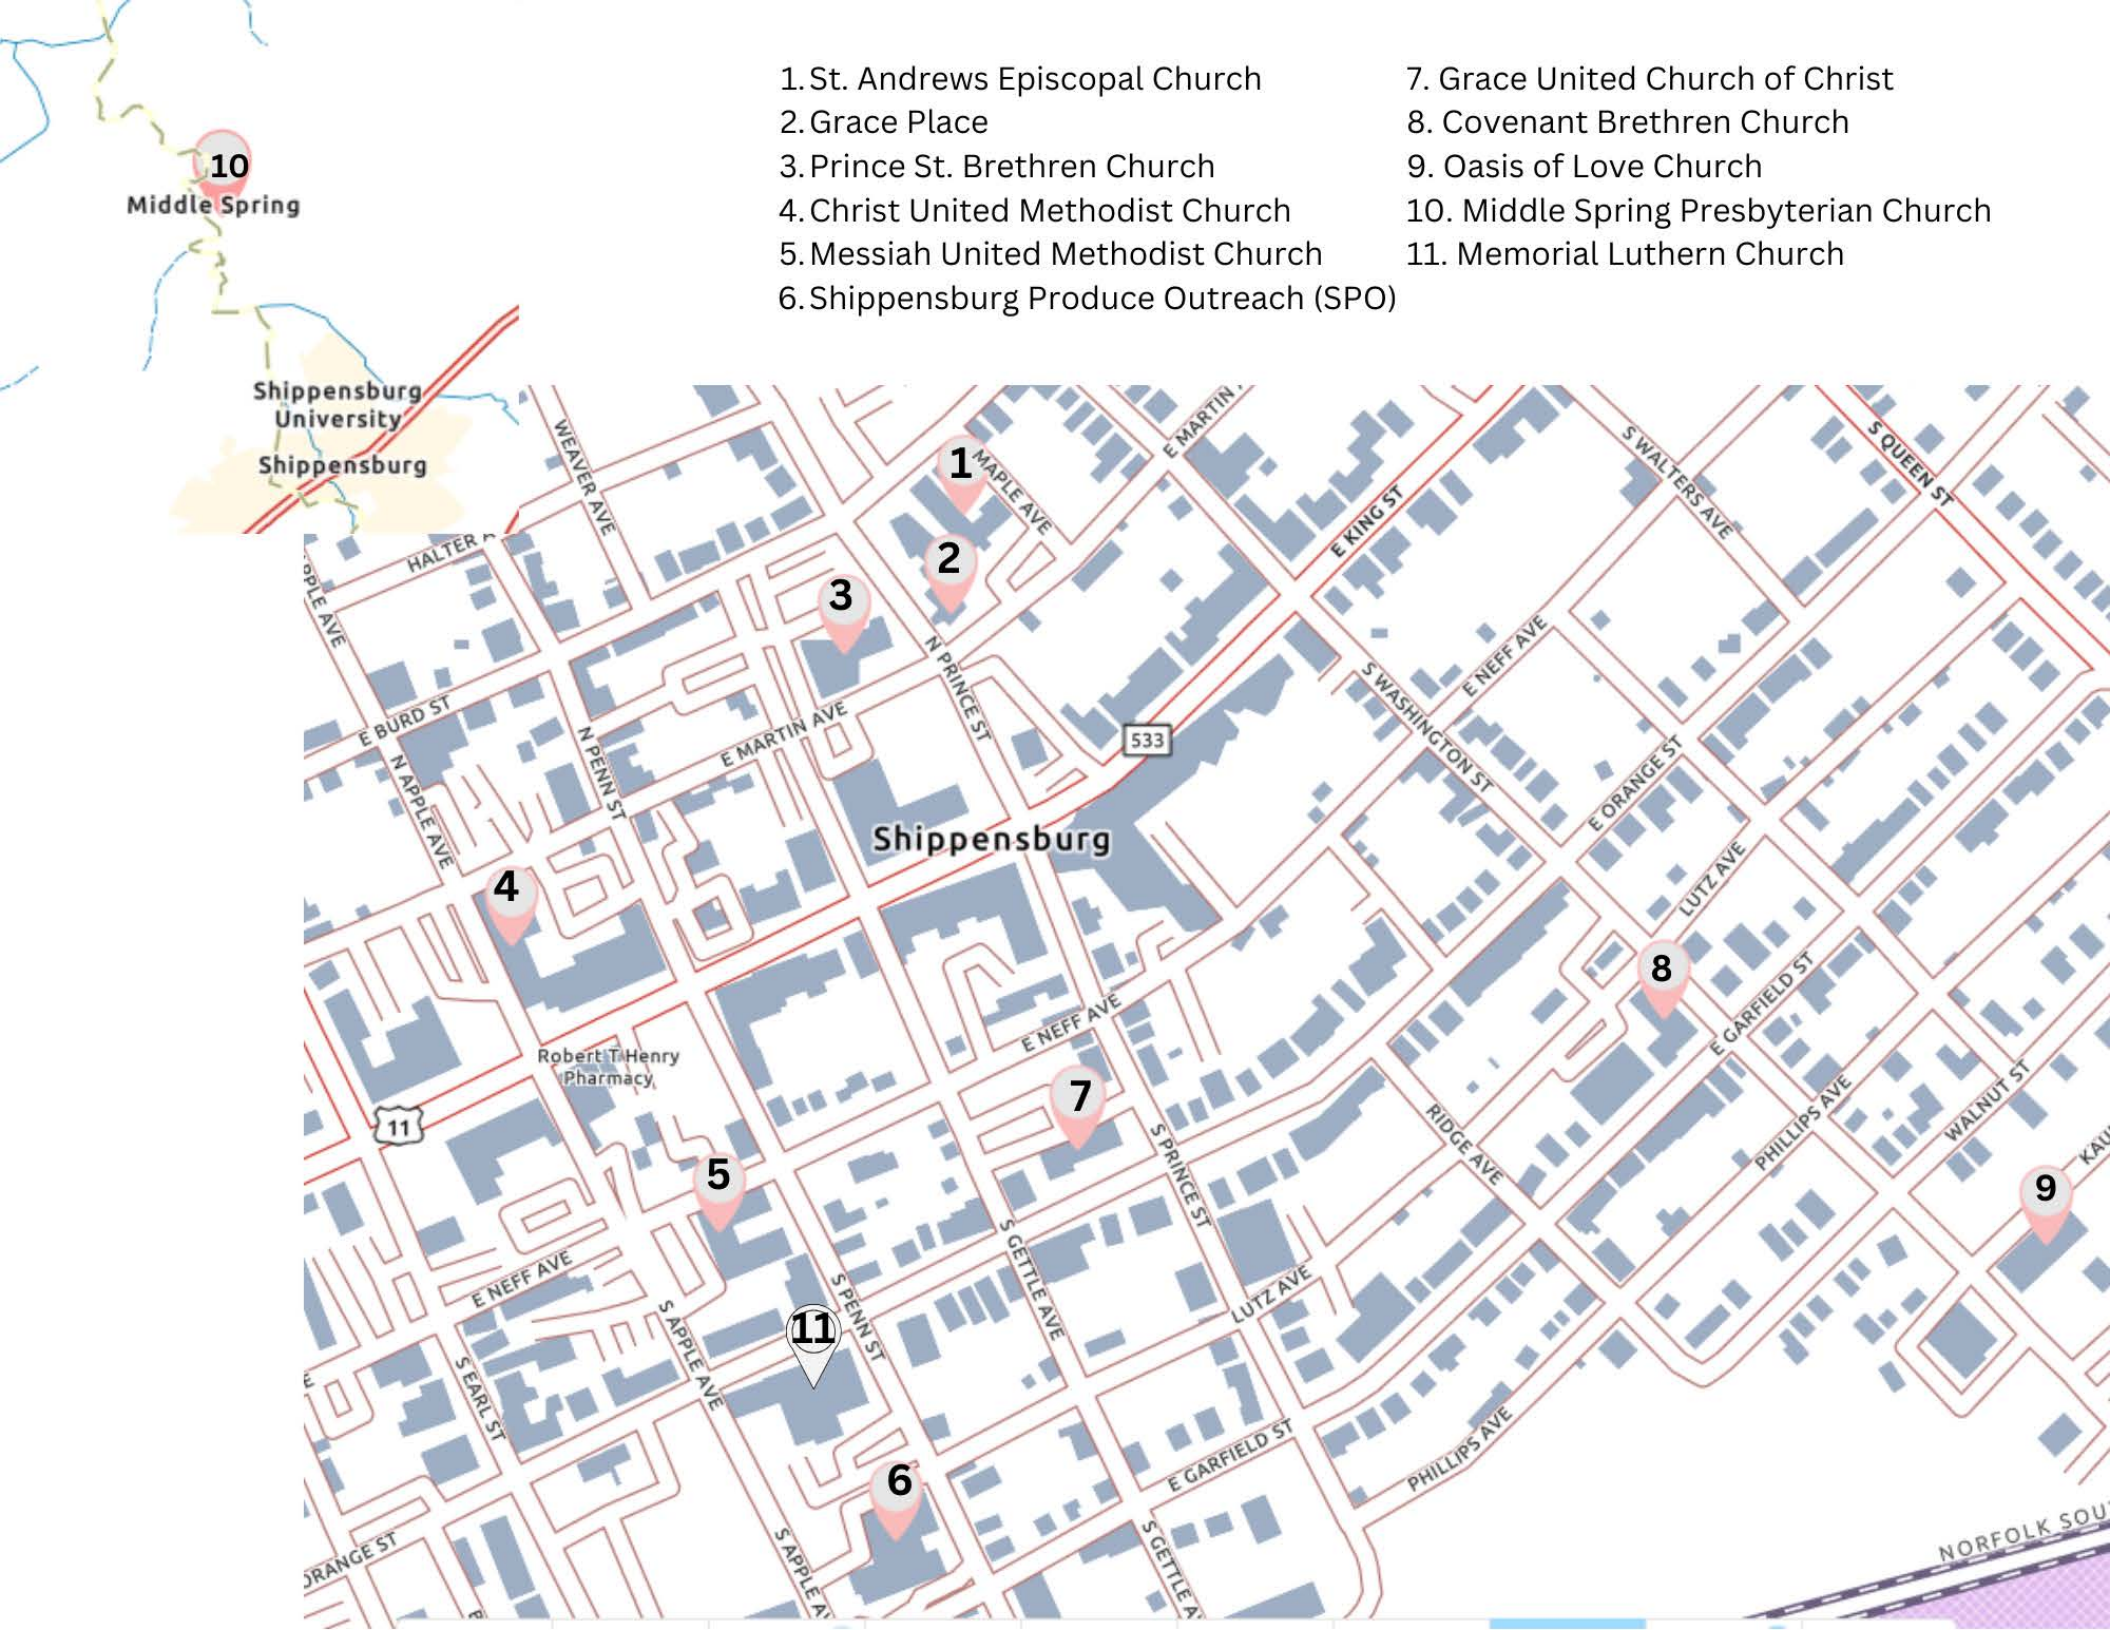 1. St. Andrews Episcopal Church
2. Grace Place
3. Prince St. Brethren Church
4. Christ United Methodist Church
5. Messiah United Methodist Church
6. Shippensburg Produce Outreach (SPO)
7. Grace United Church of Christ
8. Covenant Brethren Church
9. Oasis of Love Church
10. Middle Spring Presbyterian Church
11. Memorial Luthern Church
10
Middle Spring
Shippensburg
University
Shippensburg
WEAVER AVE
HALTER
E BURD ST
N APPLE AVE
N PENN ST
E MARTIN AVE
N PRINCE ST
MAPLE AVE
E MARTIN
E KING ST
S WALTERS AVE
S QUEEN ST
1
2
3
533
S WASHINGTON ST
E NEFF AVE
E ORANGE ST
Shippensburg
4
LUTZ AVE
8
E GARFIELD ST
Robert T Henry
Pharmacy
11
E NEFF AVE
7
RIDGE AVE
PHILLIPS AVE
WALNUT ST
9
5
S PRINCE ST
S GETTLE AVE
LUTZ AVE
E NEFF AVE
S APPLE AVE
S PENN ST
11
S EARL ST
6
E GARFIELD ST
PHILLIPS AVE
S APPLE AV
S GETTLE A
ORANGE ST
NORFOLK SOU